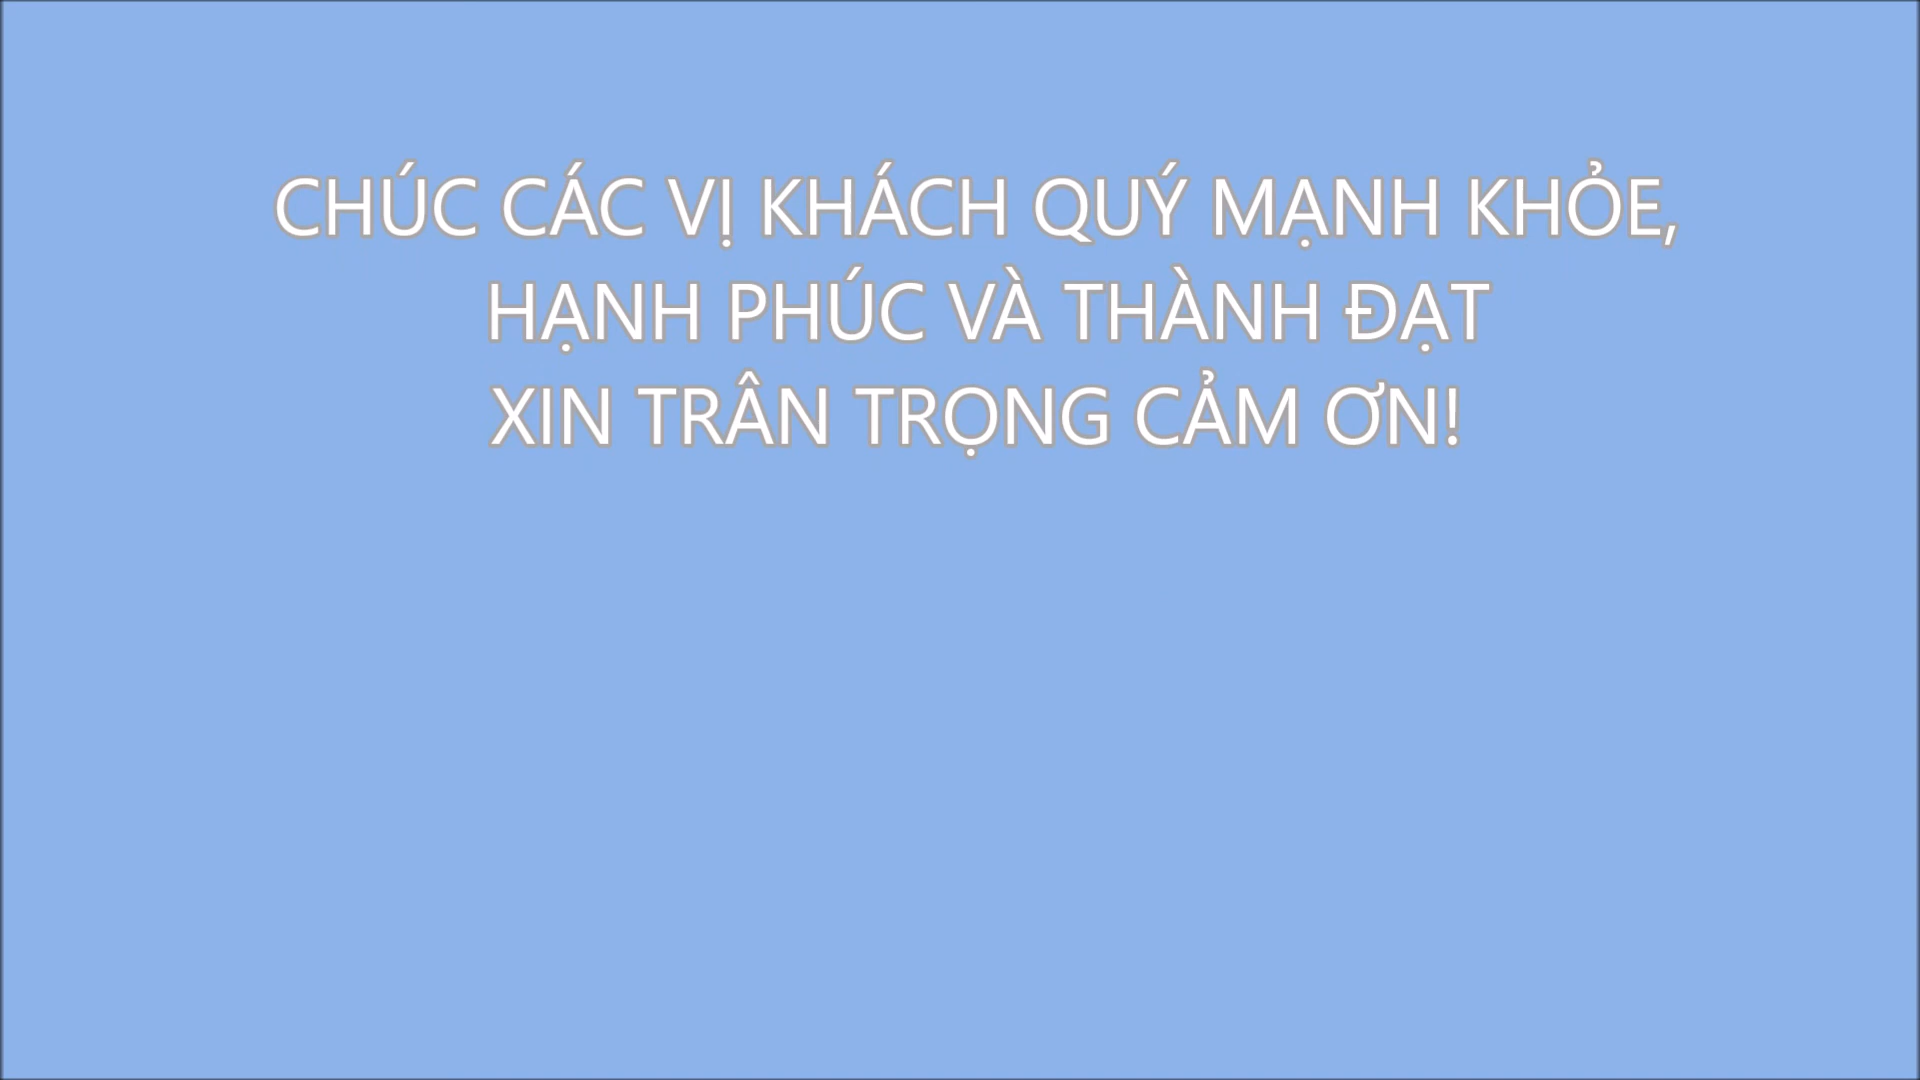 CHÚC CÁC VỊ KHÁCH QUÝ MẠNH KHỎE,
HẠNH PHÚC VÀ THÀNH ĐẠT
XIN TRÂN TRỌNG CẢM ƠN!